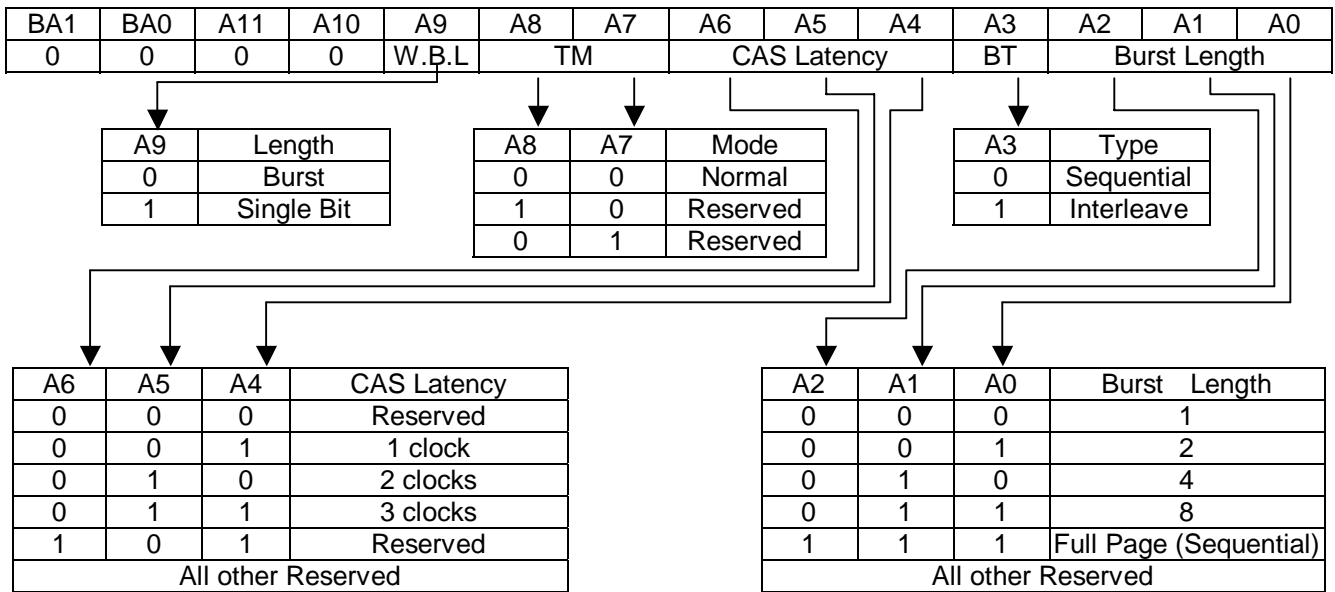 BA1 BA0 A11 A10 A9 A8 A7 A6 A5 A4 A3 A2 A1 A0
0 0 0 0 W.B.L TM CAS Latency BT Burst Length
A9 Length
0 Burst
1 Single Bit
A8 A7 Mode
0 0 Normal
1 0 Reserved
0 1 Reserved
A3 Type
0 Sequential
1 Interleave
A6 A5 A4 CAS Latency
0 0 0 Reserved
0 0 1 1 clock
0 1 0 2 clocks
0 1 1 3 clocks
1 0 1 Reserved
All other Reserved
A2 A1 A0 Burst Length
0 0 0 1
0 0 1 2
0 1 0 4
0 1 1 8
1 1 1 Full Page (Sequential)
All other Reserved